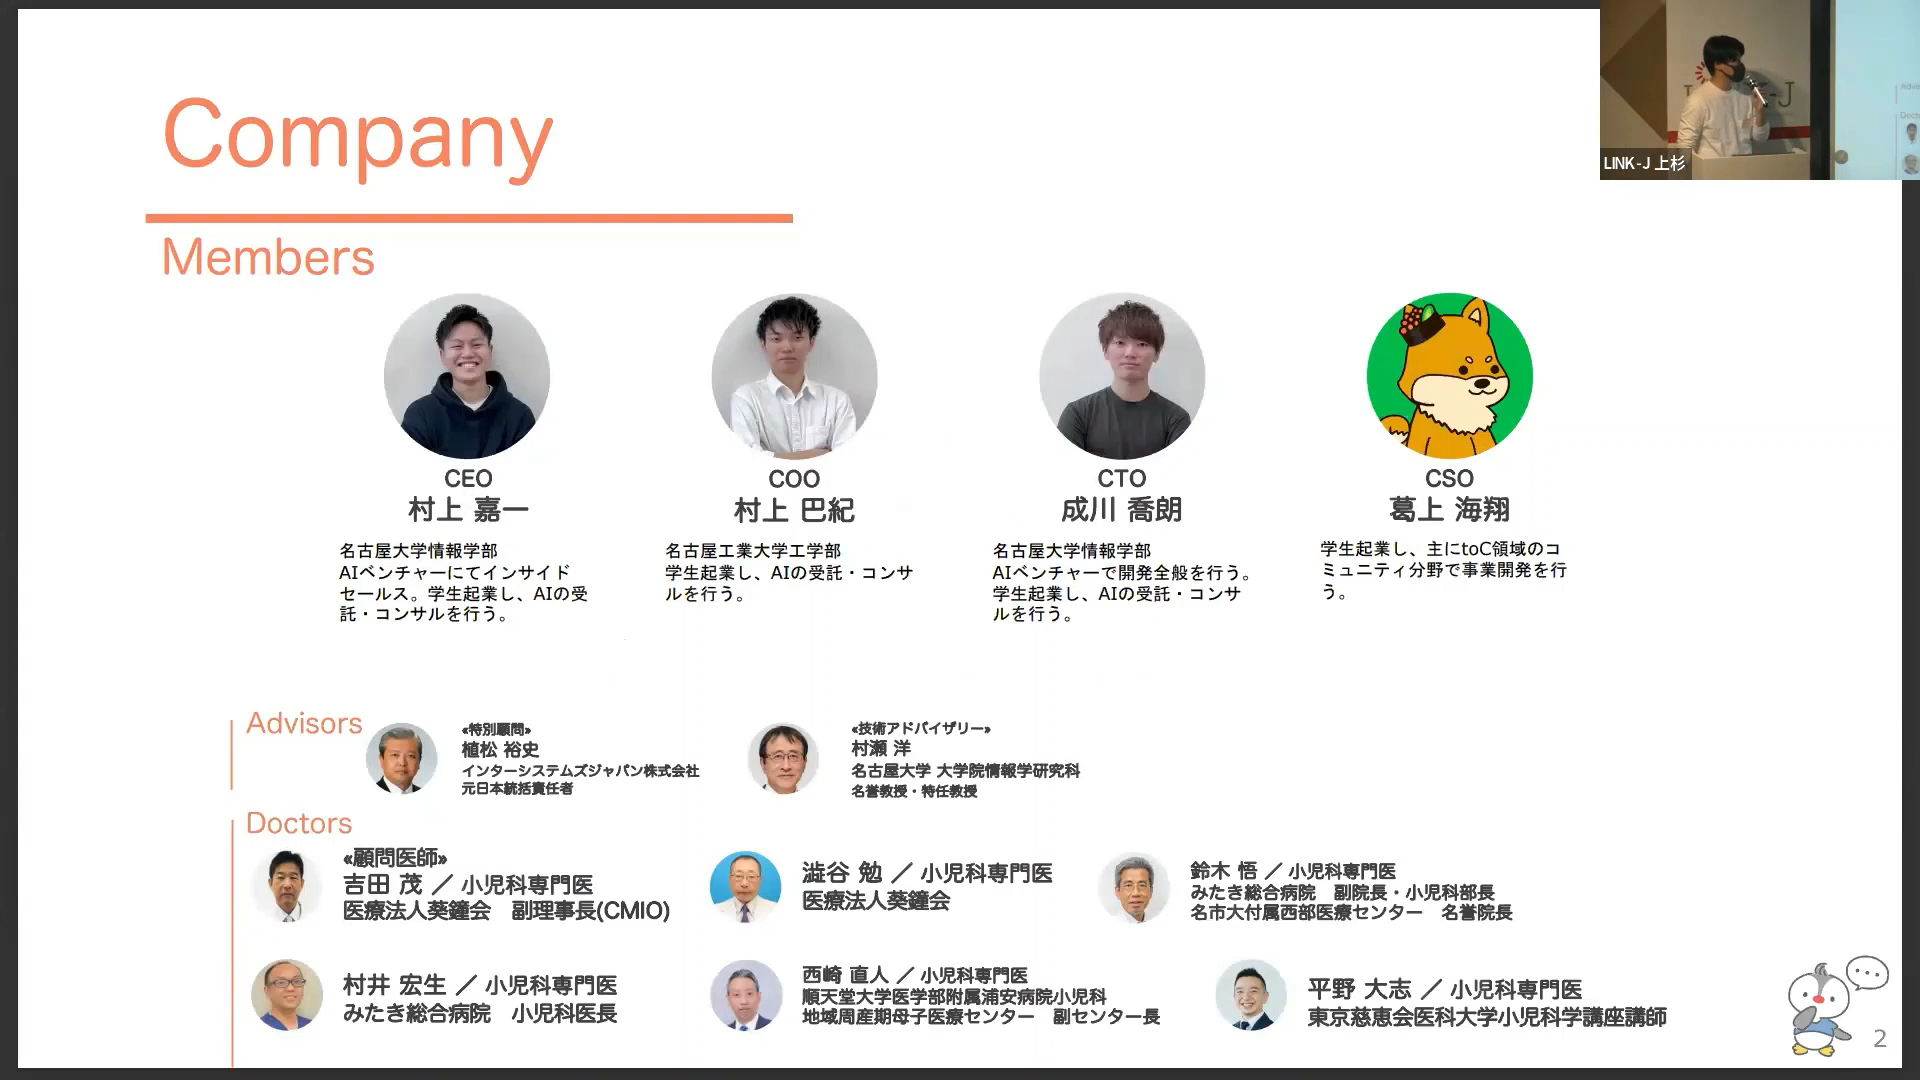 Company
Members
CEO
村上 嘉一
名古屋大学情報学部
AIベンチャーにてインサイド
セールス。学生起業し、AIの受
託・コンサルを行う。
COO
村上 巴紀
名古屋工業大学工学部
学生起業し、AIの受託・コンサ
ルを行う。
CTO
成川 喬朗
名古屋大学情報学部
AIベンチャーで開発全般を行う。
学生起業し、AIの受託・コンサ
ルを行う。
CSO
葛上 海翔
学生起業し、主にtoC領域のコ
ミュニティ分野で事業開発を行
う。
Advisors
«特別顧問»
植松 裕史
インターシステムズジャパン株式会社
元日本統括責任者
«技術アドバイザリー»
村瀬 洋
名古屋大学 大学院情報学研究科
名誉教授・特任教授
Doctors
«顧問医師»
吉田 茂 ／ 小児科専門医
医療法人葵鐘会　副理事長(CMIO)
澁谷 勉 ／ 小児科専門医
医療法人葵鐘会
鈴木 悟 ／ 小児科専門医
みたき総合病院　副院長・小児科部長
名市大付属西部医療センター　名誉院長
村井 宏生 ／ 小児科専門医
みたき総合病院　小児科医長
西崎 直人 ／ 小児科専門医
順天堂大学医学部附属浦安病院小児科
地域周産期母子医療センター　副センター長
平野 大志 ／ 小児科専門医
東京慈恵会医科大学小児科学講座講師
2
LINK-J 上杉